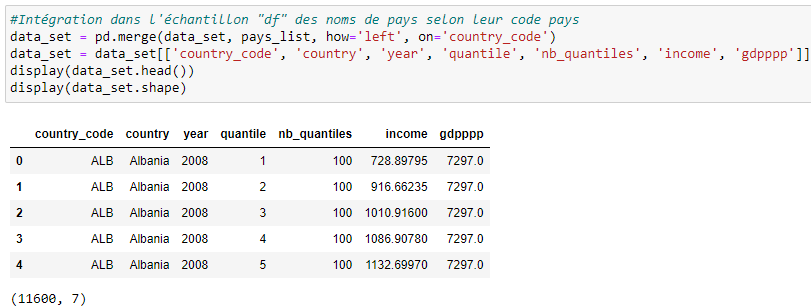 #Intégration dans l'échantillon "df" des noms de pays selon leur code pays
data_set = pd.merge(data_set, pays_list, how='left', on='country_code')
data_set = data_set[['country_code', 'country', 'year', 'quantile', 'nb_quantiles', 'income', 'gdpppp']]
display(data_set.head())
display(data_set.shape)
country_code country year quantile nb_quantiles income gdpppp
0 ALB Albania 2008 1 100 728.89795 7297.0
1 ALB Albania 2008 2 100 916.66235 7297.0
2 ALB Albania 2008 3 100 1010.91600 7297.0
3 ALB Albania 2008 4 100 1086.90780 7297.0
4 ALB Albania 2008 5 100 1132.69970 7297.0
(11600, 7)